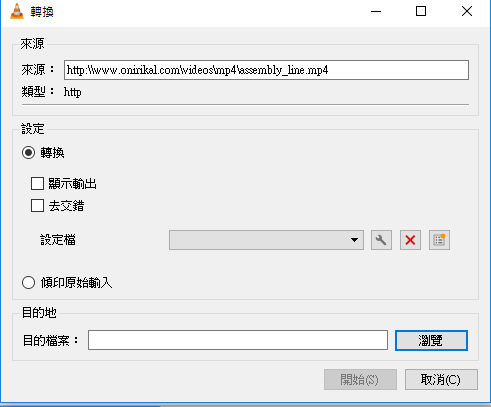 轉換
來源
來源： http:\\www.onirikal.com\videos\mp4\assembly_line.mp4
類型： http
設定
轉換
顯示輸出
去交錯
設定檔
傾印原始輸入
目的地
目的檔案： 瀏覽
開始(S) 取消(C)